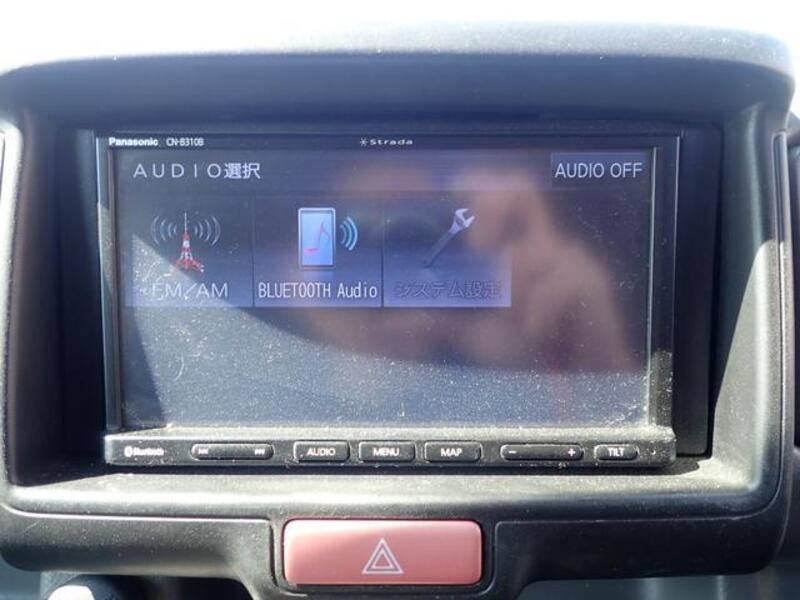 Panasonic CN-B310B Strada
AUDIO選択 AUDIO OFF
FM/AM BLUETOOTH Audio システム設定
Bluetooth AUDIO MENU MAP − + TILT